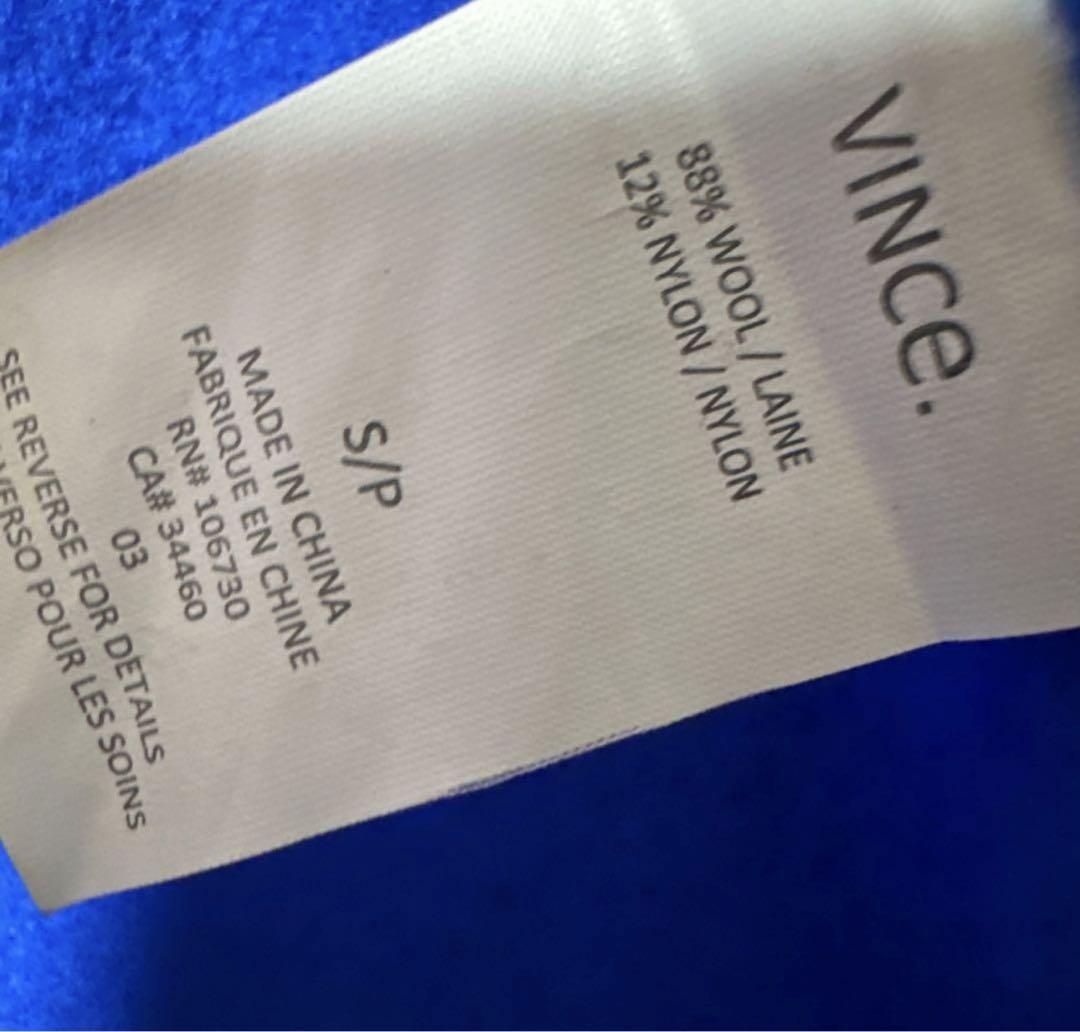 VINCe.
88% WOOL / LAINE
12% NYLON / NYLON
S/P
MADE IN CHINA
FABRIQUE EN CHINE
RN# 106730
CA# 34460
03
SEE REVERSE FOR DETAILS
VERSO POUR LES SOINS